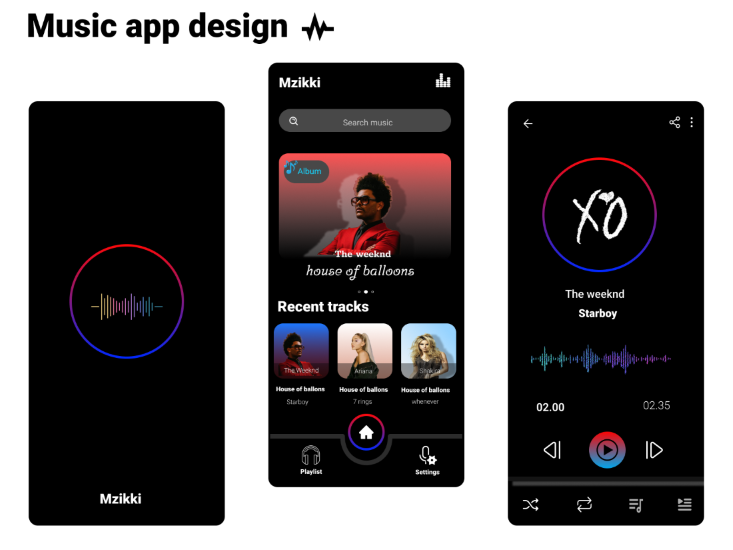 Music app design
Mzikki
Mzikki
Search music
Album
The weeknd
house of balloons
Recent tracks
The Weeknd
Ariana
Shakira
House of ballons
House of ballons
House of ballons
Starboy
7 rings
whenever
Playlist
Settings
XO
The weeknd
Starboy
02.00
02.35